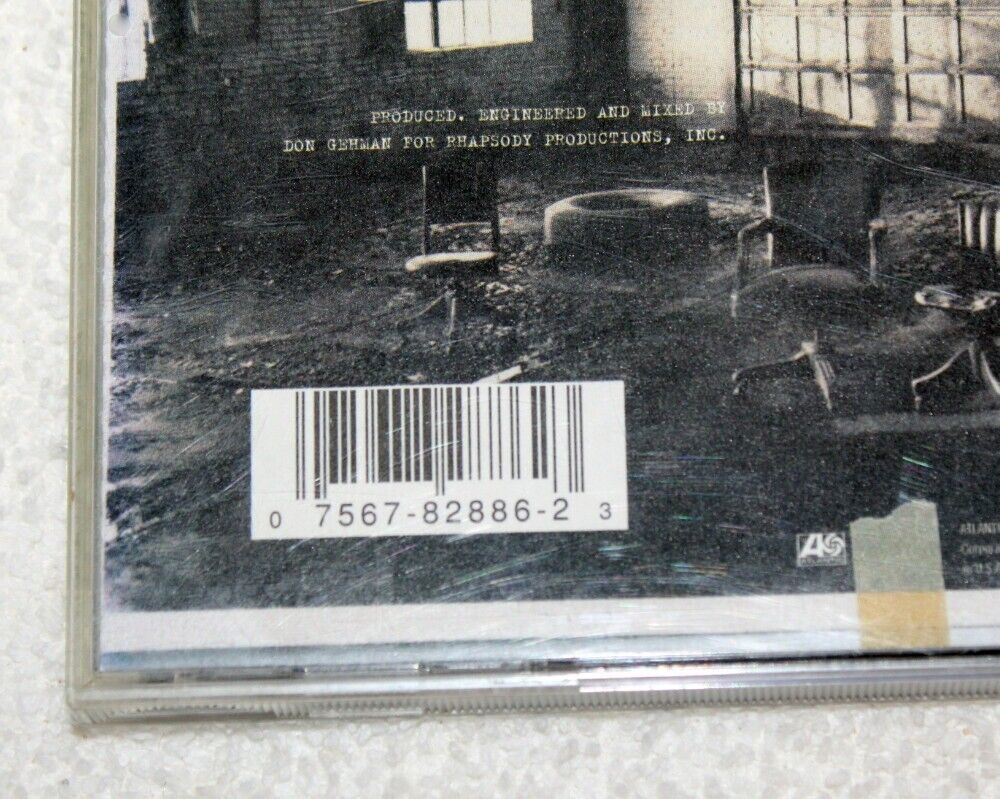 PRODUCED, ENGINEERED AND MIXED BY
DON GEHMAN FOR RHAPSODY PRODUCTIONS, INC.
0 7567-82886-2 3